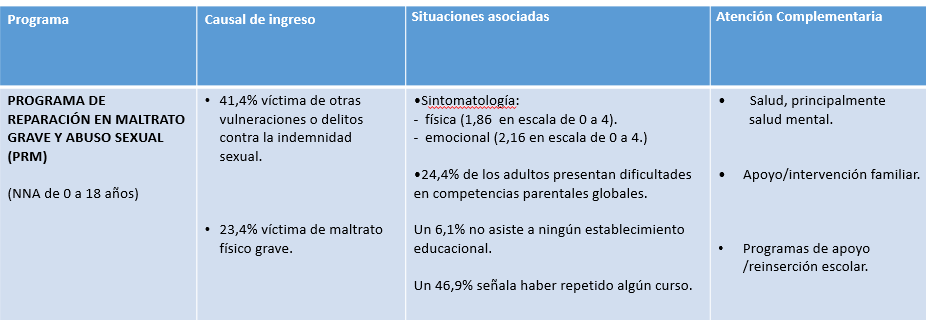 Programa
Causal de ingreso
Situaciones asociadas
Atención Complementaria
PROGRAMA DE
REPARACIÓN EN MALTRATO
GRAVE Y ABUSO SEXUAL
(PRM)
(NNA de 0 a 18 años)
• 41,4% víctima de otras
vulneraciones o delitos
contra la indemnidad
sexual.
• 23,4% víctima de maltrato
físico grave.
•Sintomatología:
- física (1,86 en escala de 0 a 4).
- emocional (2,16 en escala de 0 a 4.)
•24,4% de los adultos presentan dificultades
en competencias parentales globales.
Un 6,1% no asiste a ningún establecimiento
educacional.
Un 46,9% señala haber repetido algún curso.
• Salud, principalmente
salud mental.
• Apoyo/intervención familiar.
• Programas de apoyo
/reinserción escolar.